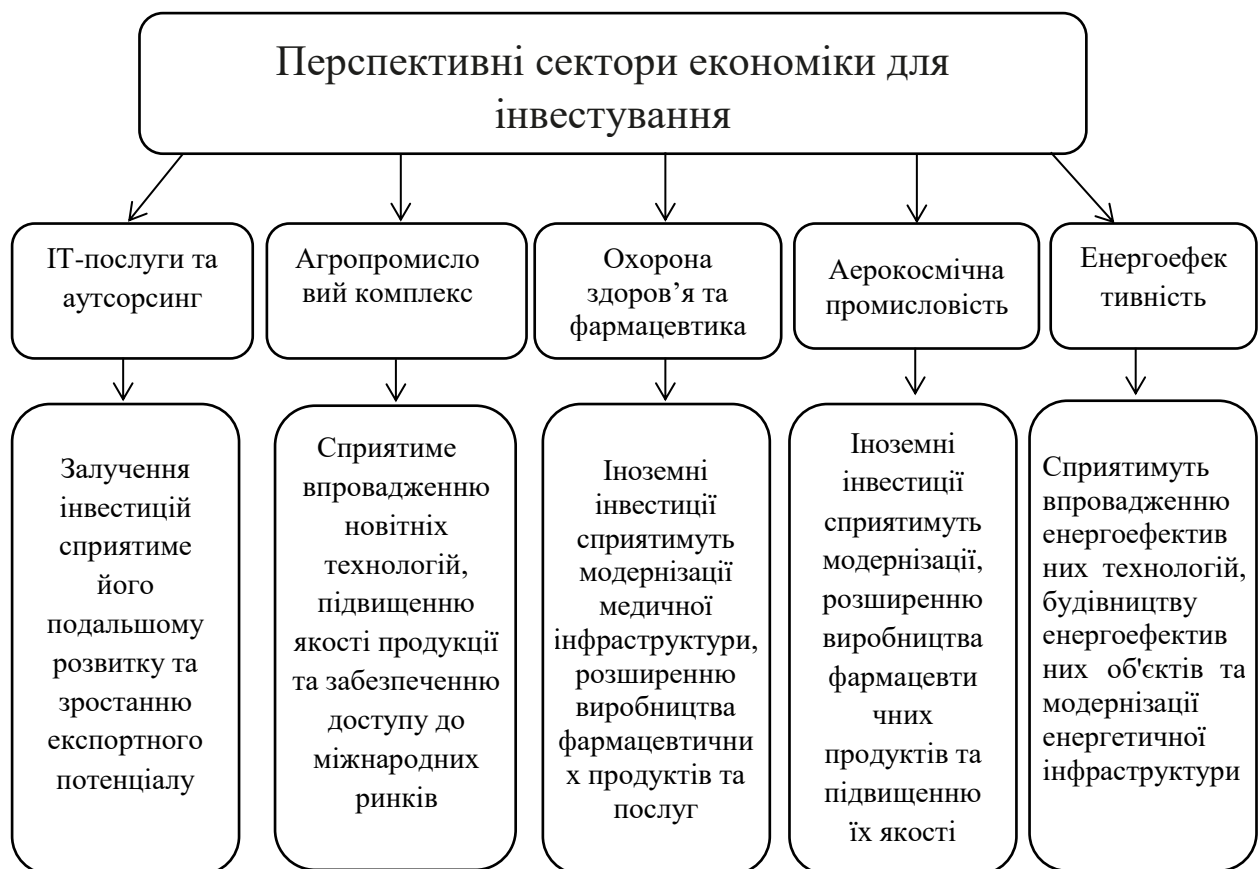 Перспективні сектори економіки для
інвестування
ІТ-послуги та
аутсорсинг
Агропромисло
вий комплекс
Охорона
здоров’я та
фармацевтика
Аерокосмічна
промисловість
Енергоефек
тивність
Залучення
інвестицій
сприятиме
його
подальшому
розвитку та
зростанню
експортного
потенціалу
Сприятиме
впровадженню
новітніх
технологій,
підвищенню
якості продукції
та забезпеченню
доступу до
міжнародних
ринків
Іноземні
інвестиції
сприятимуть
модернізації
медичної
інфраструктури,
розширенню
виробництва
фармацевтични
х продуктів та
послуг
Іноземні
інвестиції
сприятимуть
модернізації,
розширенню
виробництва
фармацевти
чних
продуктів та
підвищенню
їх якості
Сприятимуть
впровадженню
енергоефектив
них технологій,
будівництву
енергоефектив
них об'єктів та
модернізації
енергетичної
інфраструктури